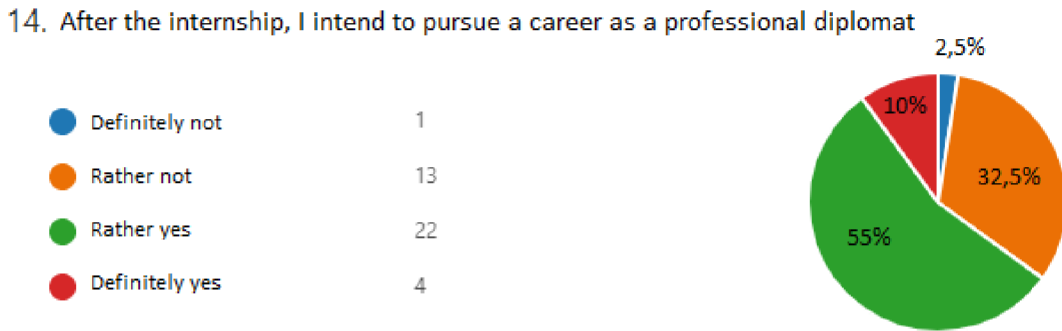 14. After the internship, I intend to pursue a career as a professional diplomat
2,5%
Definitely not 1
10%
Rather not 13
32,5%
Rather yes 22
55%
Definitely yes 4